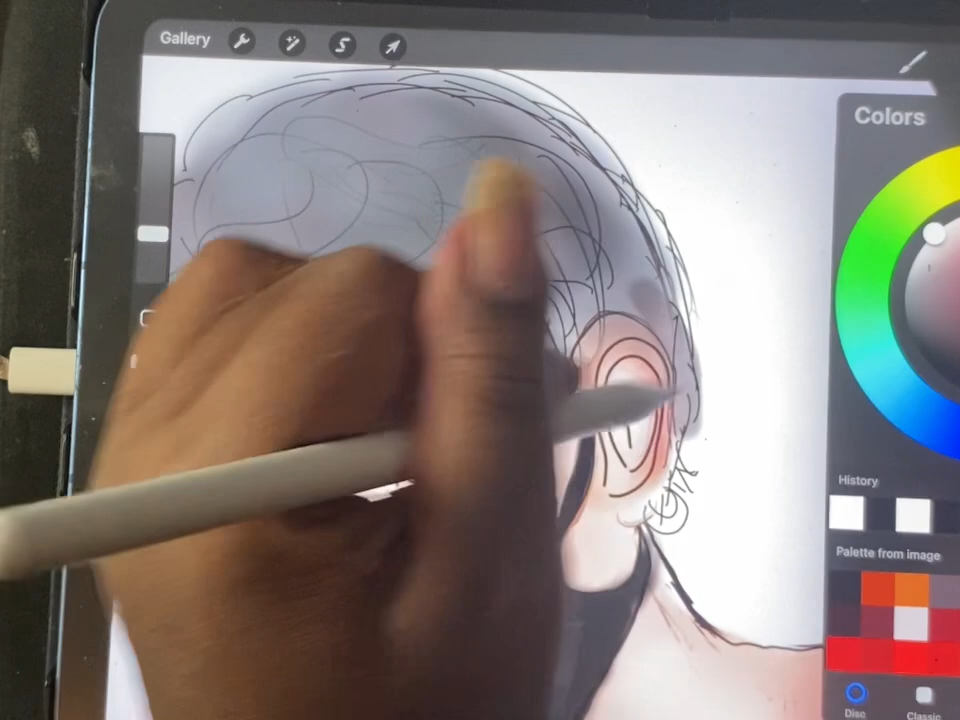 Gallery
Colors
History
Palette from image
Disc
Classic